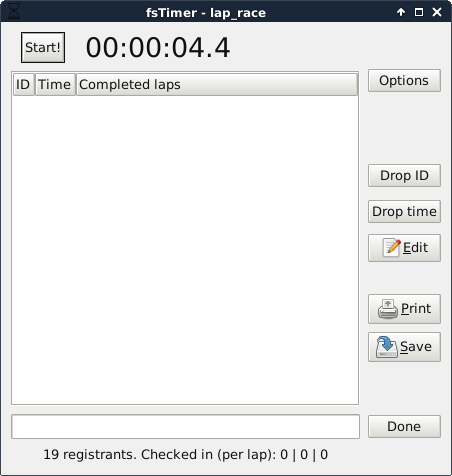 fsTimer - lap_race
Start! 00:00:04.4
ID Time Completed laps
Options
Drop ID
Drop time
Edit
Print
Save
Done
19 registrants. Checked in (per lap): 0 | 0 | 0